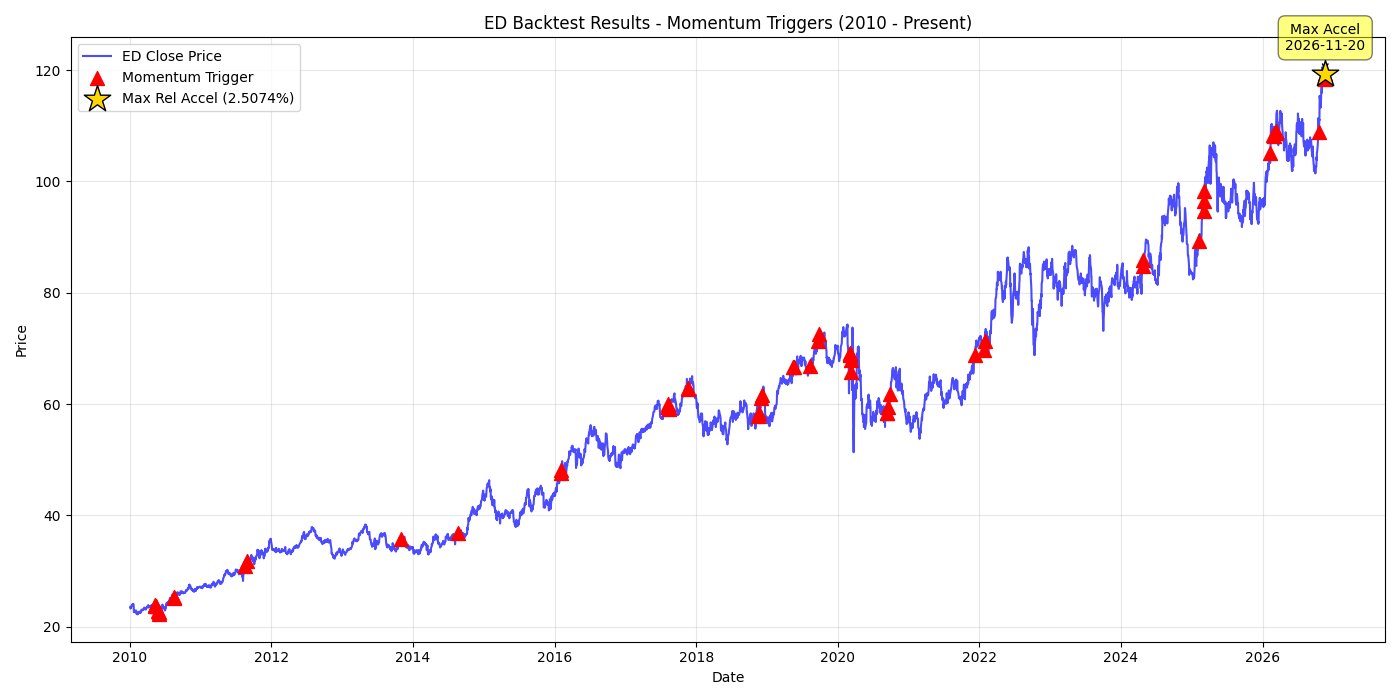 ED Backtest Results - Momentum Triggers (2010 - Present)
Max Accel
2026-11-20
ED Close Price
Momentum Trigger
Max Rel Accel (2.5074%)
120
100
80
60
40
20
Price
2010 2012 2014 2016 2018 2020 2022 2024 2026
Date